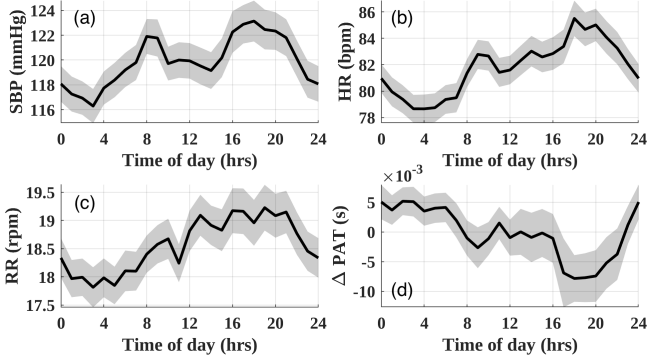 (a)
SBP (mmHg)
124
122
120
118
116
0 4 8 12 16 20 24
Time of day (hrs)
(b)
HR (bpm)
86
84
82
80
78
0 4 8 12 16 20 24
Time of day (hrs)
(c)
RR (rpm)
19.5
19
18.5
18
17.5
0 4 8 12 16 20 24
Time of day (hrs)
×10⁻³
(d)
Δ PAT (s)
5
0
-5
-10
0 4 8 12 16 20 24
Time of day (hrs)